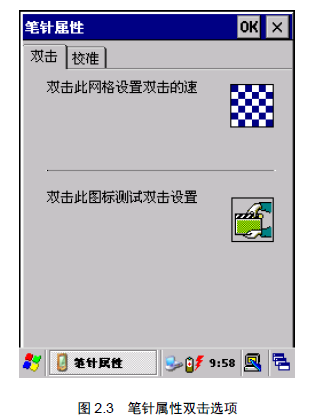 笔针属性 OK ×
双击 校准
双击此网格设置双击的速
双击此图标测试双击设置
笔针属性 9:58
图 2.3 笔针属性双击选项